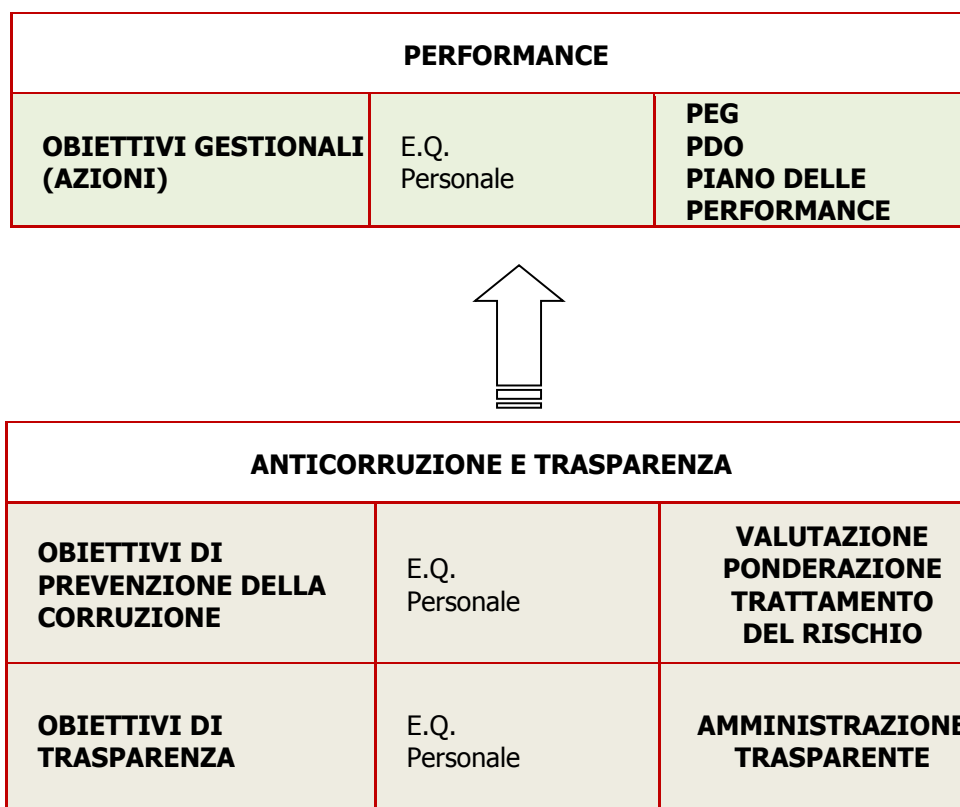 PERFORMANCE
OBIETTIVI GESTIONALI
(AZIONI)
E.Q.
Personale
PEG
PDO
PIANO DELLE
PERFORMANCE
ANTICORRUZIONE E TRASPARENZA
OBIETTIVI DI
PREVENZIONE DELLA
CORRUZIONE
E.Q.
Personale
VALUTAZIONE
PONDERAZIONE
TRATTAMENTO
DEL RISCHIO
OBIETTIVI DI
TRASPARENZA
E.Q.
Personale
AMMINISTRAZIONE
TRASPARENTE